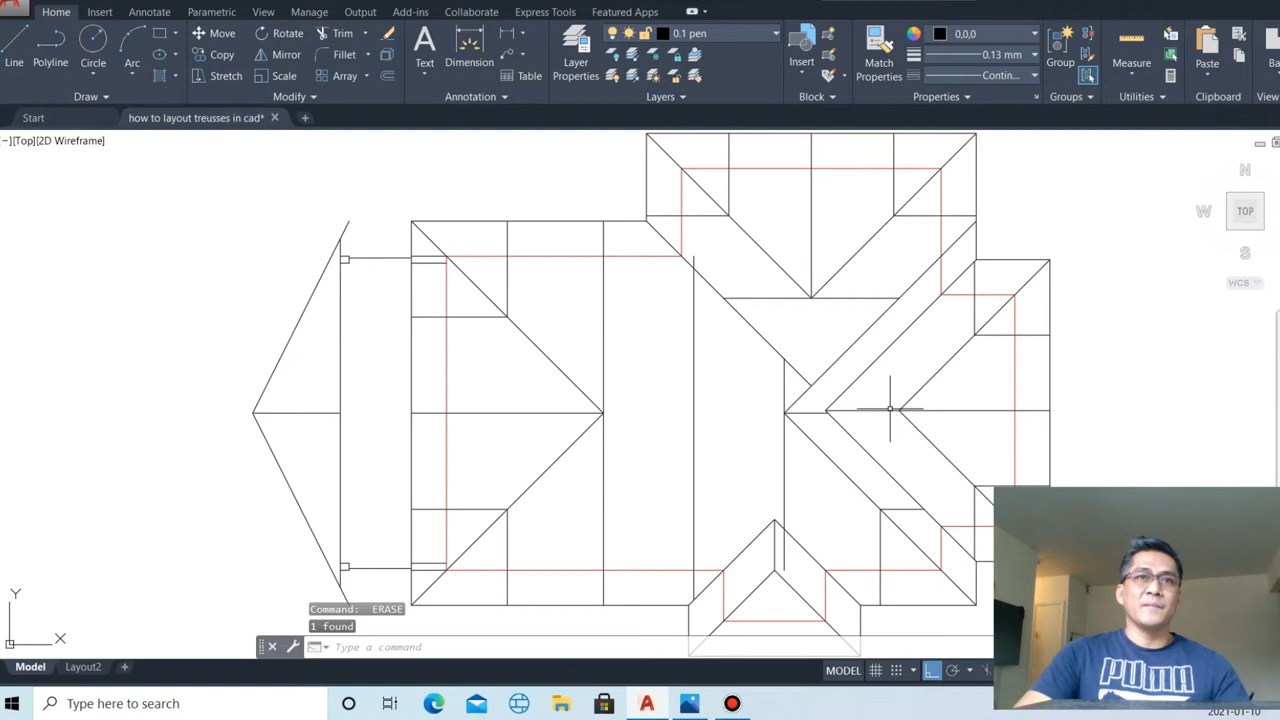 Home Insert Annotate Parametric View Manage Output Add-ins Collaborate Express Tools Featured Apps
Line Polyline Circle Arc
Move Rotate Trim
Copy Mirror Fillet
Stretch Scale Array
Text Dimension Table
Layer Properties
0.1 pen
Insert
Match Properties
0,0,0
0.13 mm
Contin...
Group
Measure
Paste
Ba
Draw Modify Annotation Layers Block Properties Groups Utilities Clipboard View
Start how to layout treusses in cad*
[Top][2D Wireframe]
N
W TOP
S
WCS
Y
X
Command: ERASE
1 found
Type a command
Model Layout2
MODEL
PUMA
Type here to search
2021-01-10